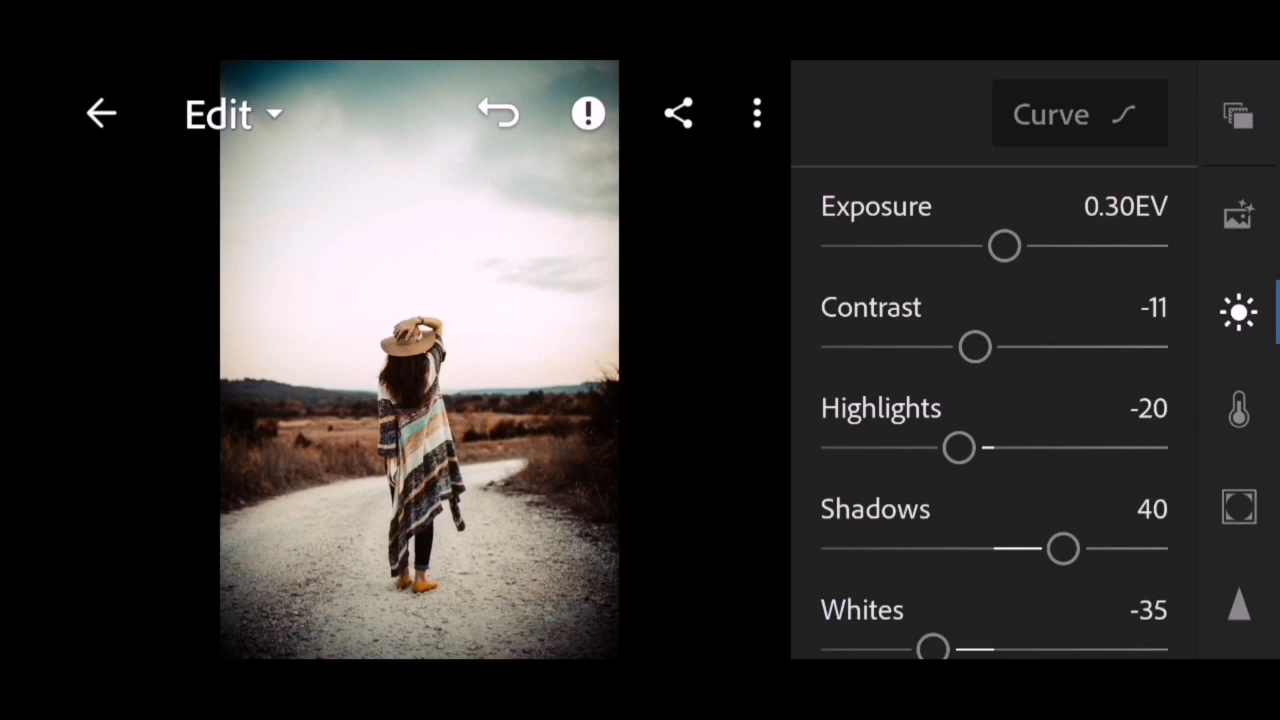 Edit
Curve
Exposure 0.30EV
Contrast -11
Highlights -20
Shadows 40
Whites -35